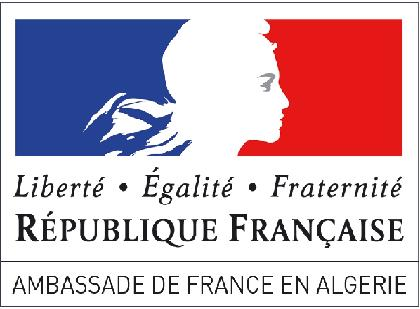 Liberté • Égalité • Fraternité
RÉPUBLIQUE FRANÇAISE
AMBASSADE DE FRANCE EN ALGERIE